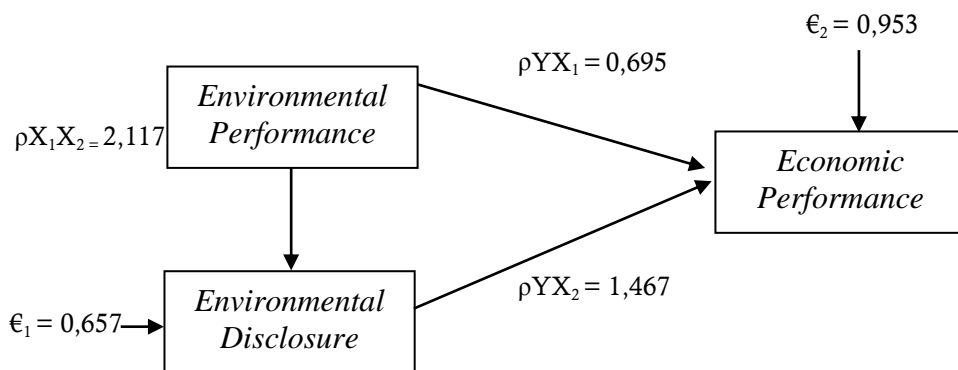 €₂ = 0,953
ρYX₁ = 0,695
Environmental
Performance
ρX₁X₂ = 2,117
Economic
Performance
Environmental
Disclosure
ρYX₂ = 1,467
€₁ = 0,657